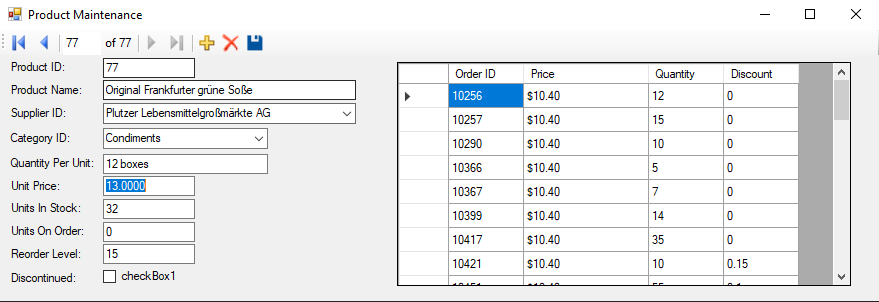 Product Maintenance
77 of 77
Product ID: 77
Product Name: Original Frankfurter grüne Soße
Supplier ID: Plutzer Lebensmittelgroßmärkte AG
Category ID: Condiments
Quantity Per Unit: 12 boxes
Unit Price: 13.0000
Units In Stock: 32
Units On Order: 0
Reorder Level: 15
Discontinued: checkBox1
Order ID Price Quantity Discount
10256 $10.40 12 0
10257 $10.40 15 0
10290 $10.40 10 0
10366 $10.40 5 0
10367 $10.40 7 0
10399 $10.40 14 0
10417 $10.40 35 0
10421 $10.40 10 0.15